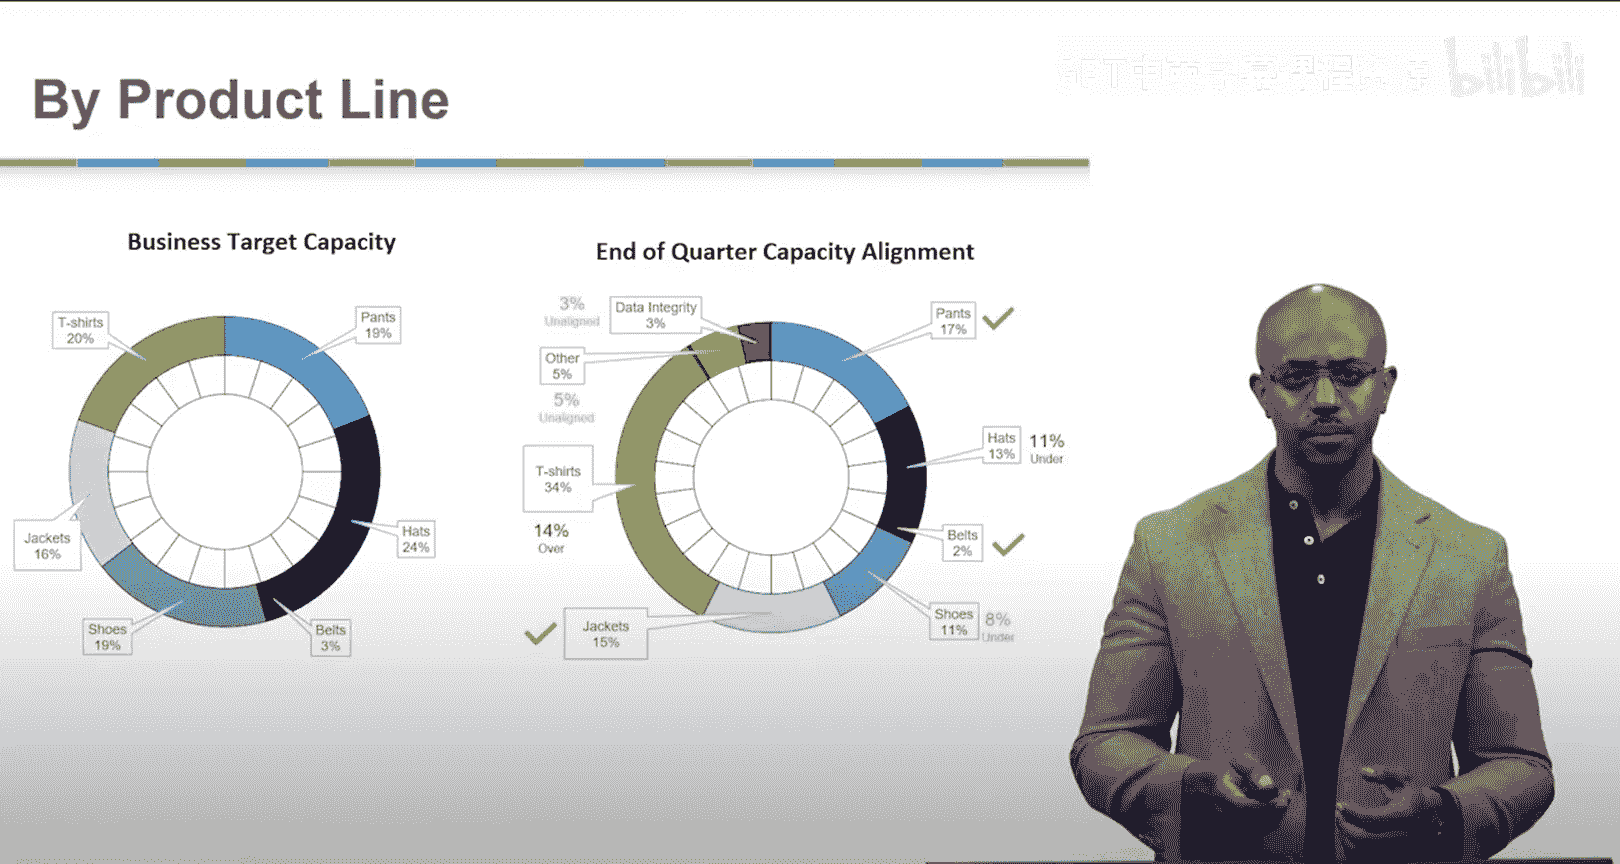 By Product Line
Business Target Capacity
T-shirts
20%
Pants
19%
Jackets
16%
Hats
24%
Shoes
19%
Belts
3%
End of Quarter Capacity Alignment
3%
Unaligned
Data Integrity
3%
Pants
17%
Other
5%
5%
Unaligned
Hats
13%
11%
Under
T-shirts
34%
14%
Over
Belts
2%
Shoes
11%
8%
Under
Jackets
15%
bilibili